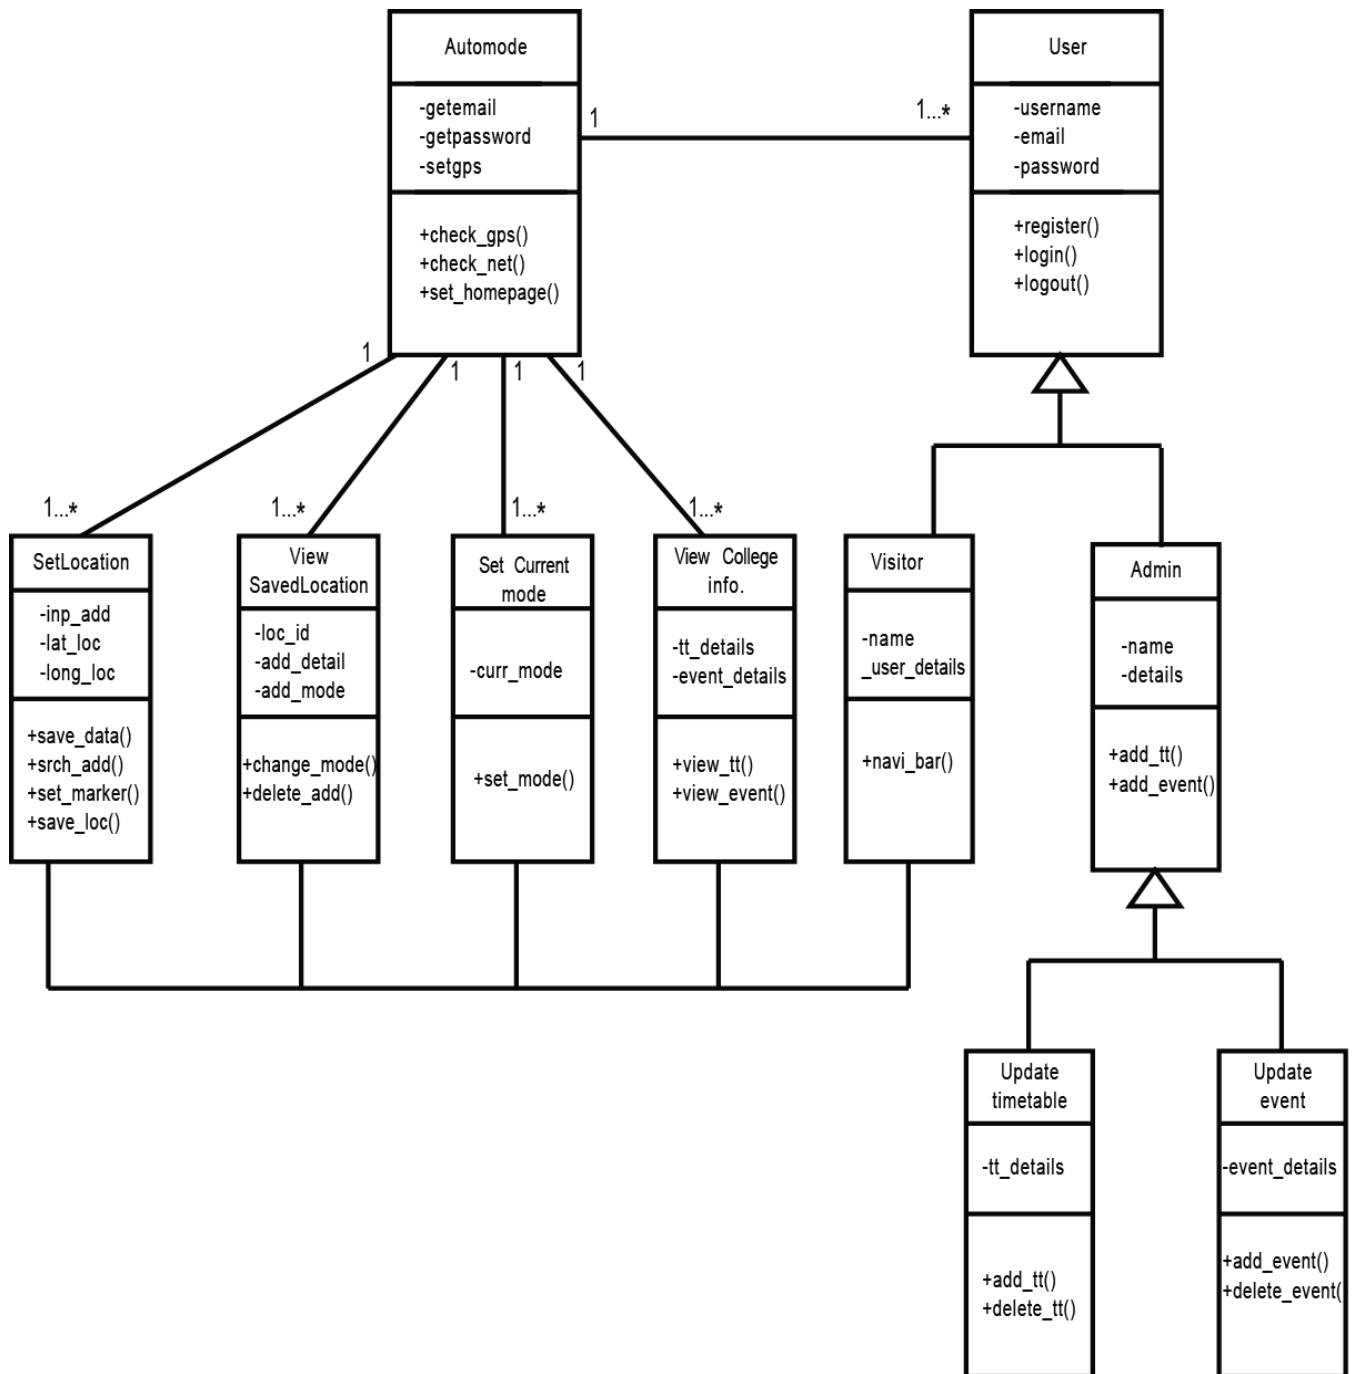 Automode
-getemail
-getpassword
-setgps
+check_gps()
+check_net()
+set_homepage()
1
1...*
User
-username
-email
-password
+register()
+login()
+logout()
1
1
1
1
1...*
1...*
1...*
1...*
SetLocation
-inp_add
-lat_loc
-long_loc
+save_data()
+srch_add()
+set_marker()
+save_loc()
View
SavedLocation
-loc_id
-add_detail
-add_mode
+change_mode()
+delete_add()
Set Current
mode
-curr_mode
+set_mode()
View College
info.
-tt_details
-event_details
+view_tt()
+view_event()
Visitor
-name
_user_details
+navi_bar()
Admin
-name
-details
+add_tt()
+add_event()
Update
timetable
-tt_details
+add_tt()
+delete_tt()
Update
event
-event_details
+add_event()
+delete_event(